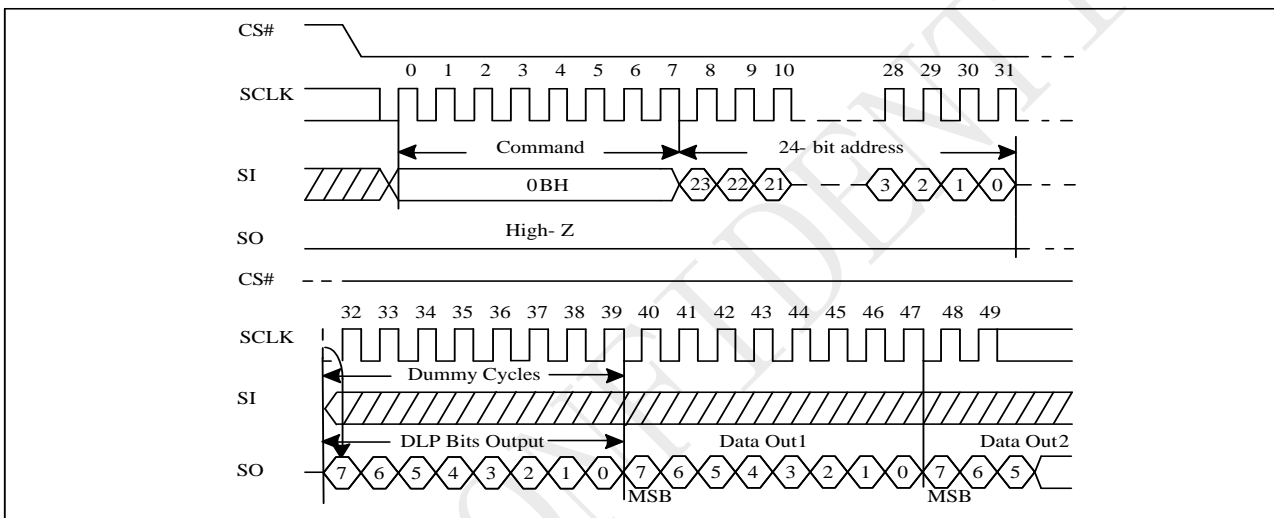 CS#
0 1 2 3 4 5 6 7 8 9 10 28 29 30 31
SCLK
Command 24- bit address
SI
0BH 23 22 21 3 2 1 0
High- Z
SO
CS#
32 33 34 35 36 37 38 39 40 41 42 43 44 45 46 47 48 49
SCLK
Dummy Cycles
SI
DLP Bits Output Data Out1 Data Out2
SO 7 6 5 4 3 2 1 0 7 6 5 4 3 2 1 0 7 6 5
MSB MSB
ONFIDENT